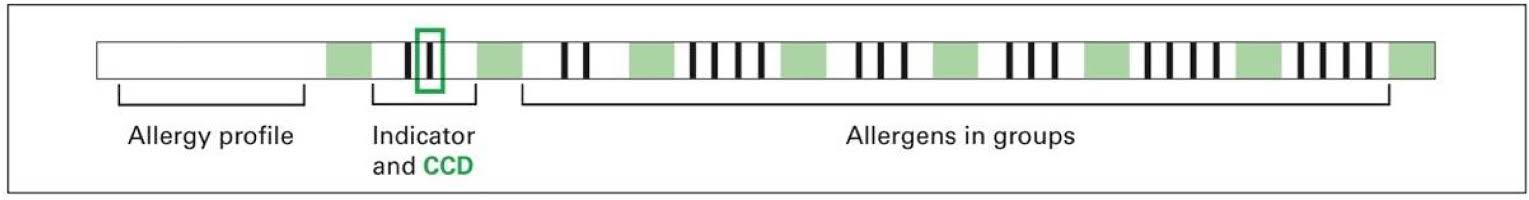 Allergy profile
Indicator
and CCD
Allergens in groups